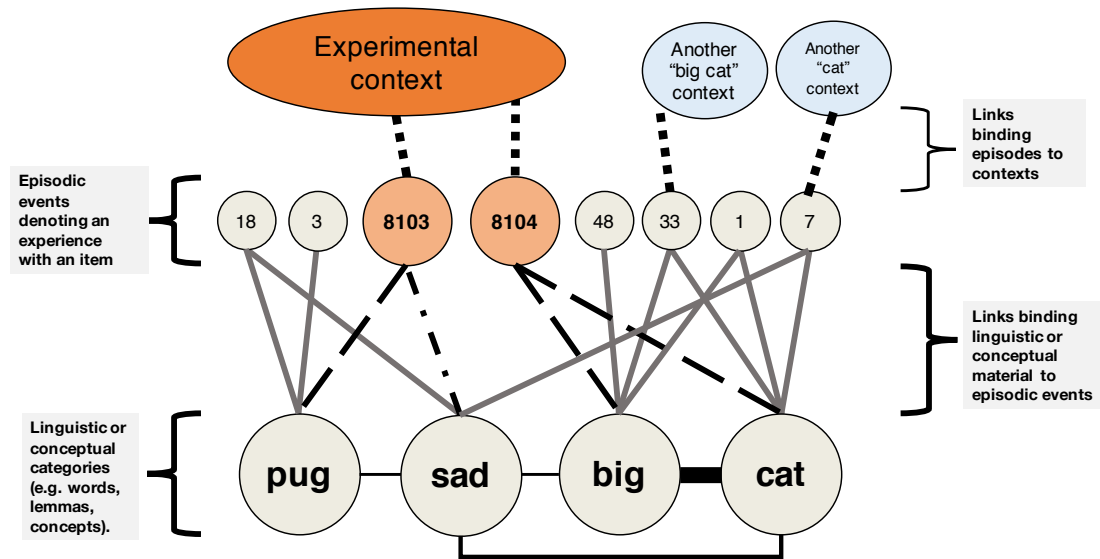 Experimental
context
Another
“big cat”
context
Another
“cat”
context
Links
binding
episodes to
contexts
Episodic
events
denoting an
experience
with an item
18
3
8103
8104
48
33
1
7
Links binding
linguistic or
conceptual
material to
episodic events
Linguistic or
conceptual
categories
(e.g. words,
lemmas,
concepts).
pug
sad
big
cat